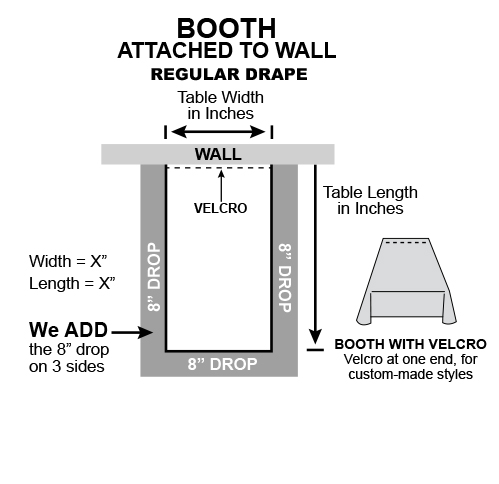 BOOTH
ATTACHED TO WALL
REGULAR DRAPE
Table Width
in Inches
WALL
VELCRO
Table Length
in Inches
Width = X”
Length = X”
8” DROP
8” DROP
We ADD
the 8” drop
on 3 sides
8” DROP
BOOTH WITH VELCRO
Velcro at one end, for
custom-made styles